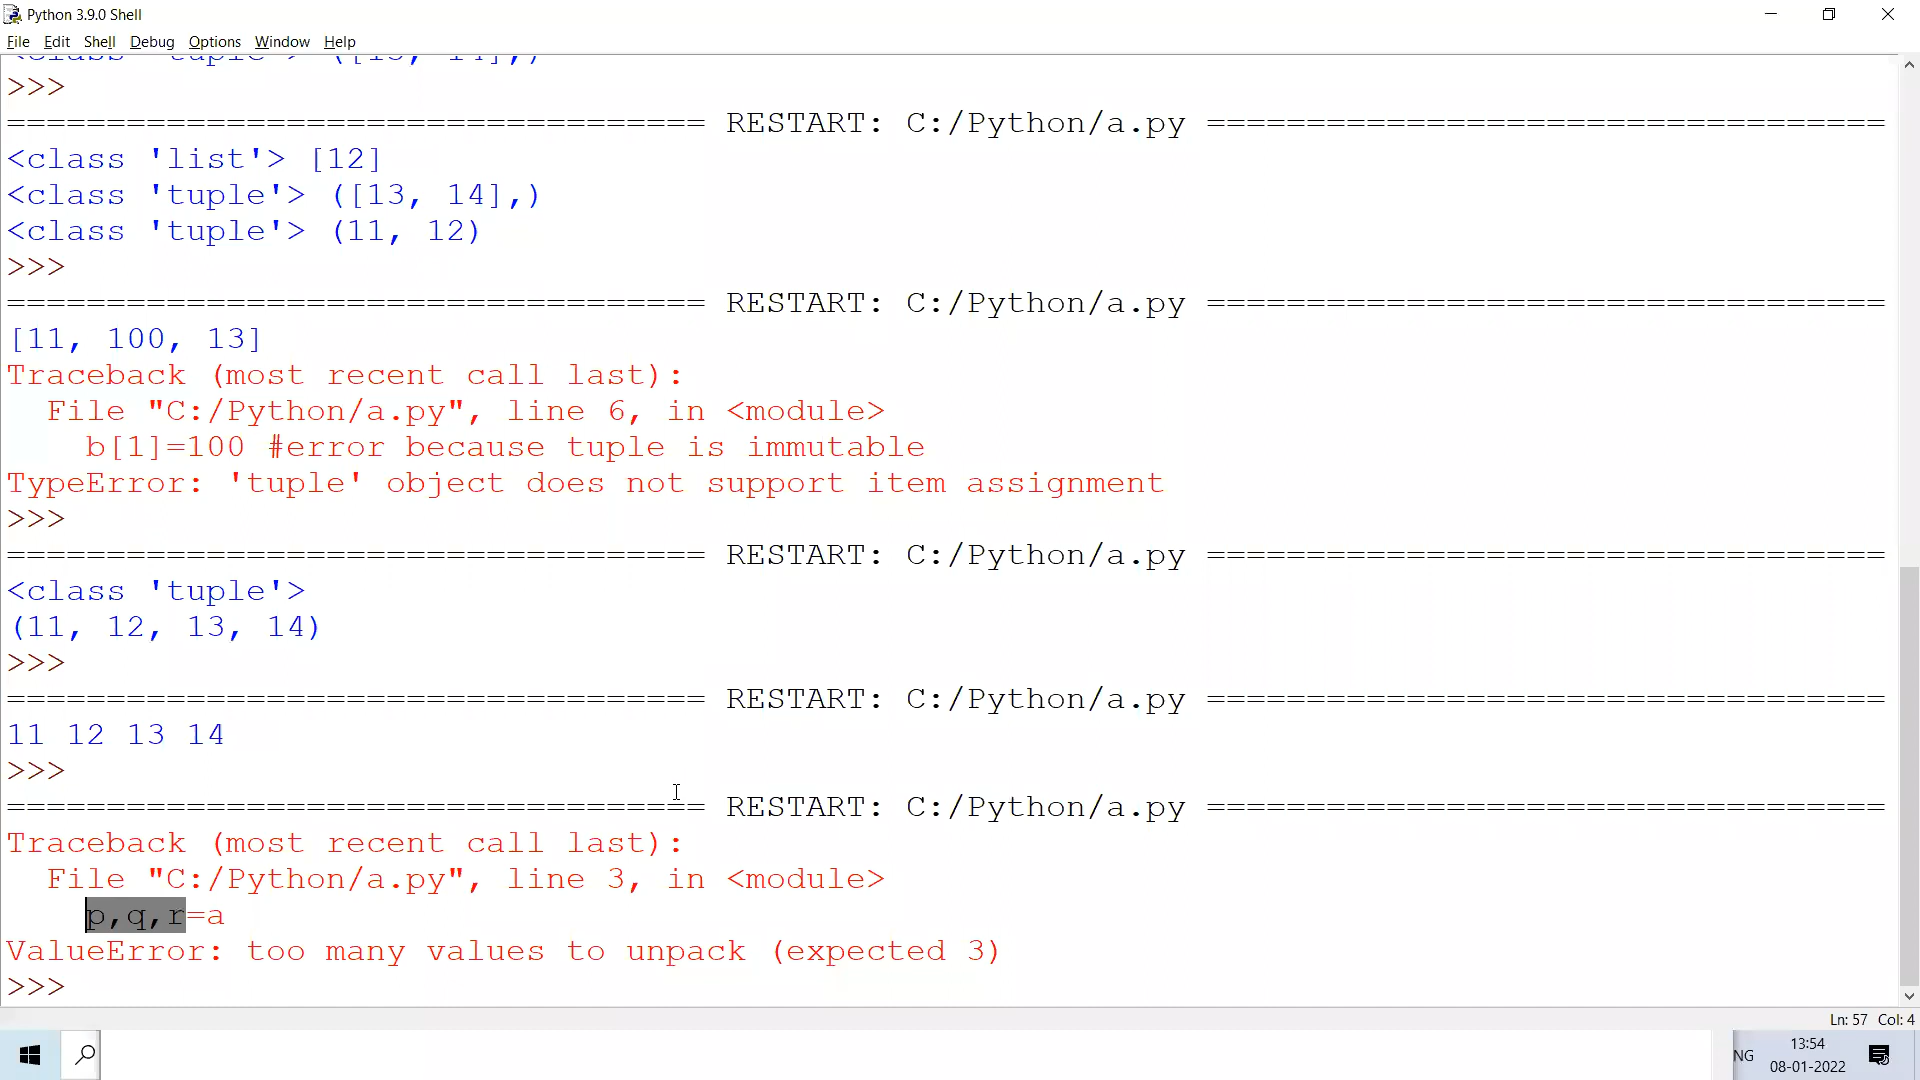 Python 3.9.0 Shell
File Edit Shell Debug Options Window Help
<class 'tuple'> ([13, 14],)
>>>
=================================== RESTART: C:/Python/a.py ==================================
<class 'list'> [12]
<class 'tuple'> ([13, 14],)
<class 'tuple'> (11, 12)
>>>
=================================== RESTART: C:/Python/a.py ==================================
[11, 100, 13]
Traceback (most recent call last):
  File "C:/Python/a.py", line 6, in <module>
    b[1]=100 #error because tuple is immutable
TypeError: 'tuple' object does not support item assignment
>>>
=================================== RESTART: C:/Python/a.py ==================================
<class 'tuple'>
(11, 12, 13, 14)
>>>
=================================== RESTART: C:/Python/a.py ==================================
11 12 13 14
>>>
=================================== RESTART: C:/Python/a.py ==================================
Traceback (most recent call last):
  File "C:/Python/a.py", line 3, in <module>
    p,q,r=a
ValueError: too many values to unpack (expected 3)
>>>
Ln: 57 Col: 4
NG
13:54
08-01-2022